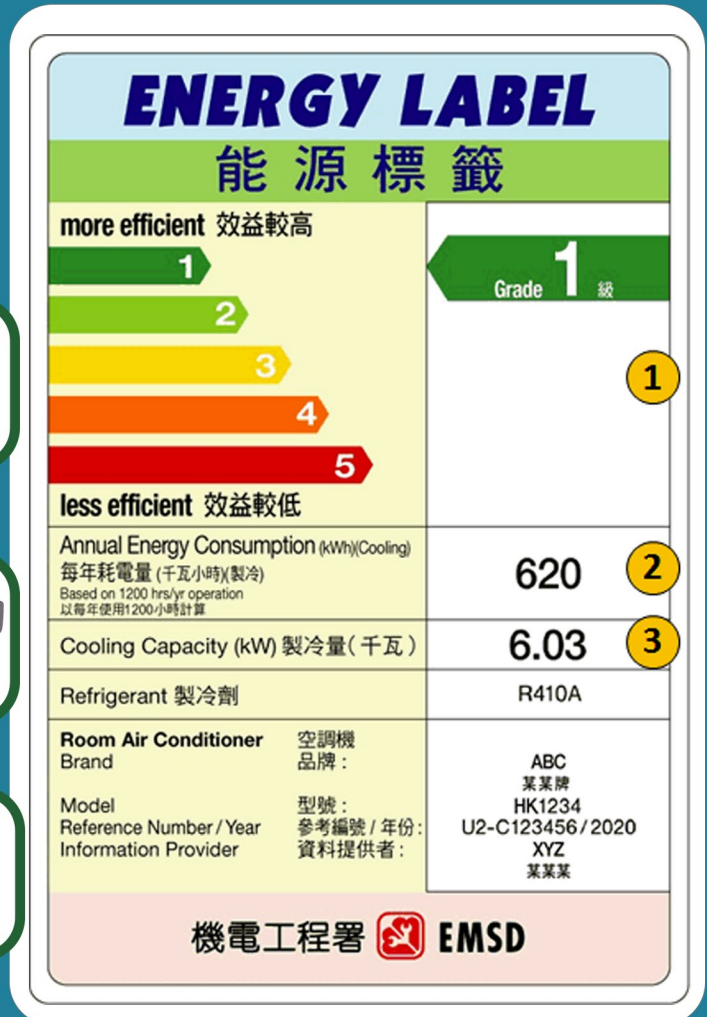 ENERGY LABEL
能源標籤
more efficient 效益較高
1
2
3
4
5
less efficient 效益較低
Grade 1 級
1
Annual Energy Consumption (kWh)(Cooling)
每年耗電量 (千瓦小時)(製冷)
Based on 1200 hrs/yr operation
以每年使用1200小時計算
620
2
Cooling Capacity (kW) 製冷量(千瓦)
6.03
3
Refrigerant 製冷劑
R410A
Room Air Conditioner 空調機
Brand 品牌:
ABC
某某牌
Model 型號:
HK1234
Reference Number / Year 參考編號 / 年份:
U2-C123456 / 2020
Information Provider 資料提供者:
XYZ
某某某
機電工程署 EMSD